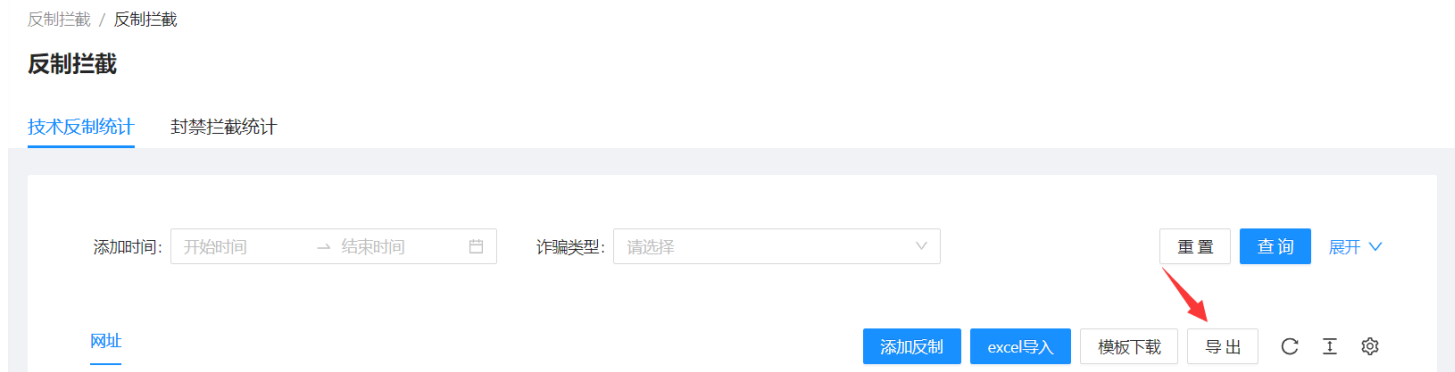 反制拦截 / 反制拦截
反制拦截
技术反制统计 封禁拦截统计
添加时间: 开始时间 → 结束时间 诈骗类型: 请选择 重 置 查 询 展开
网址 添加反制 excel导入 模板下载 导 出